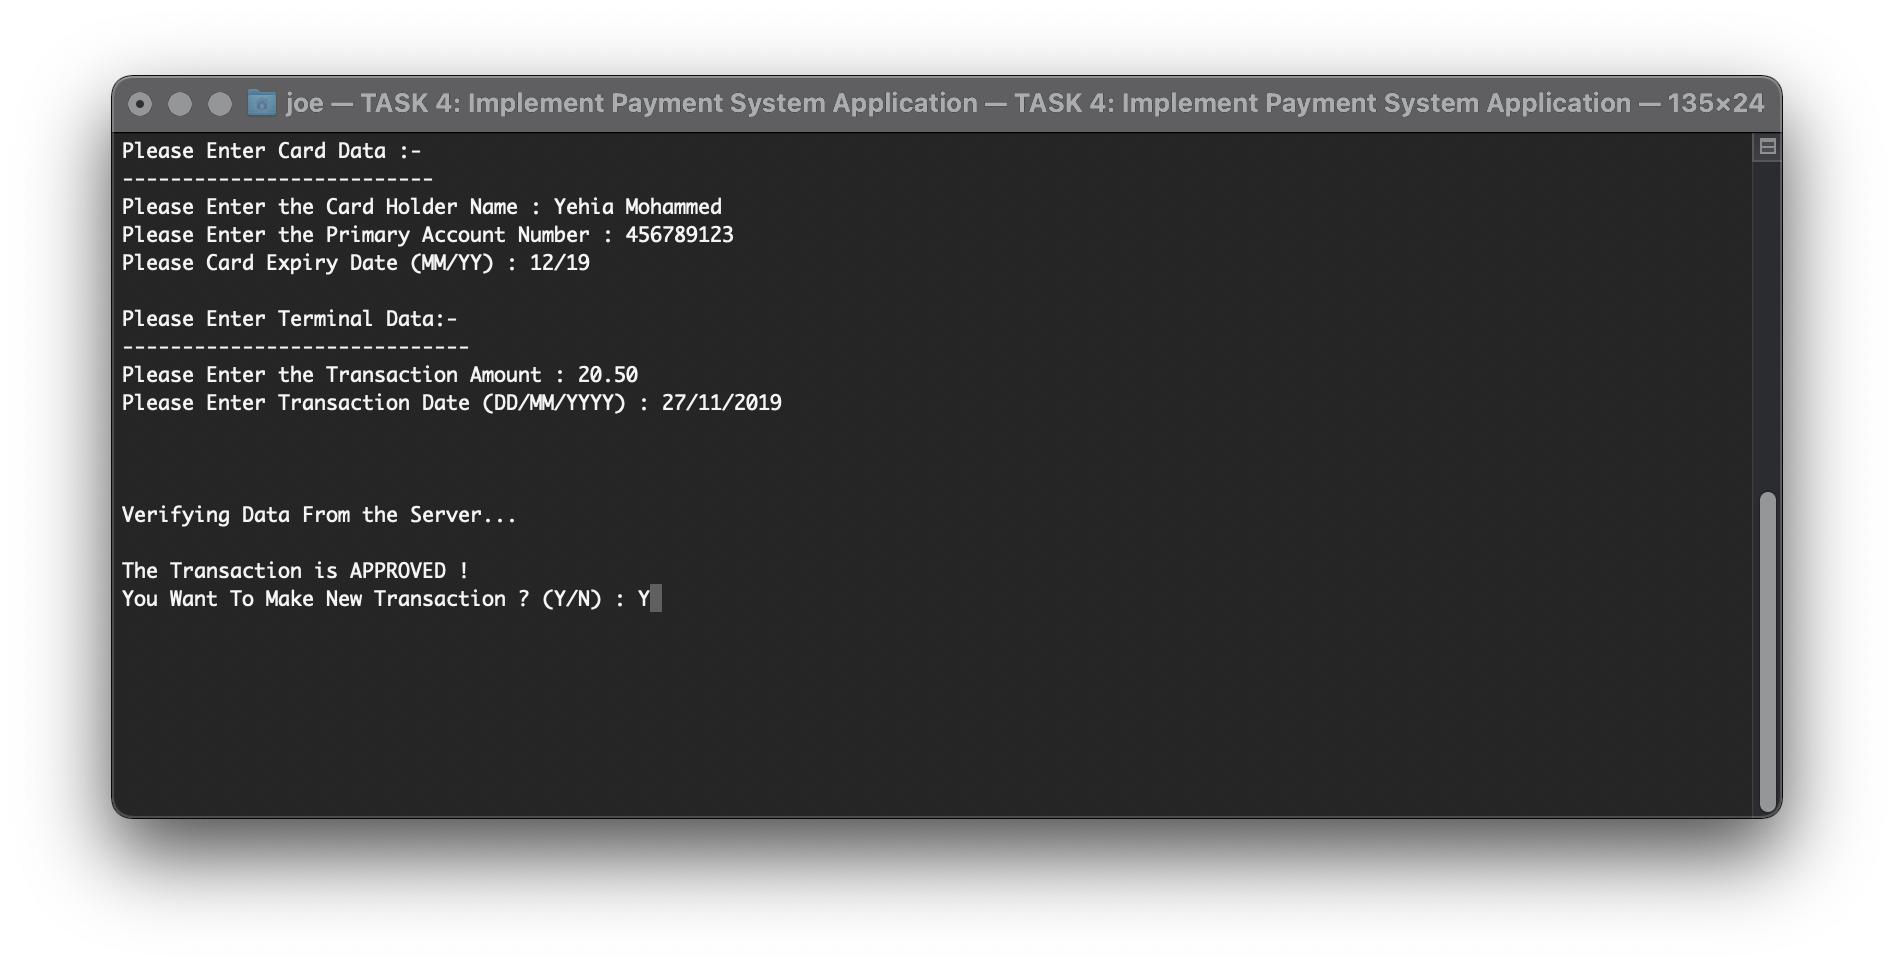 joe — TASK 4: Implement Payment System Application — TASK 4: Implement Payment System Application — 135×24
Please Enter Card Data :-
--------------------------
Please Enter the Card Holder Name : Yehia Mohammed
Please Enter the Primary Account Number : 456789123
Please Card Expiry Date (MM/YY) : 12/19
Please Enter Terminal Data:-
-----------------------------
Please Enter the Transaction Amount : 20.50
Please Enter Transaction Date (DD/MM/YYYY) : 27/11/2019
Verifying Data From the Server...
The Transaction is APPROVED !
You Want To Make New Transaction ? (Y/N) : Y